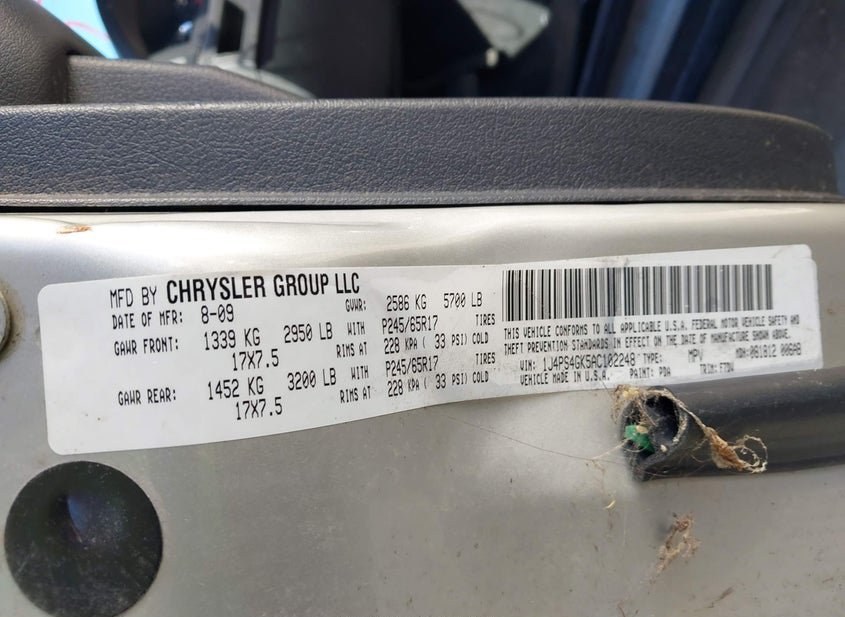 MFD BY CHRYSLER GROUP LLC
DATE OF MFR: 8-09 GVWR: 2586 KG 5700 LB
GAWR FRONT: 1339 KG 2950 LB WITH P245/65R17 TIRES
17X7.5 RIMS AT 228 KPA ( 33 PSI) COLD
GAWR REAR: 1452 KG 3200 LB WITH P245/65R17 TIRES
17X7.5 RIMS AT 228 KPA ( 33 PSI) COLD
THIS VEHICLE CONFORMS TO ALL APPLICABLE U.S.A. FEDERAL MOTOR VEHICLE SAFETY AND
THEFT PREVENTION STANDARDS IN EFFECT ON THE DATE OF MANUFACTURE SHOWN ABOVE.
VIN: 1J4PS4GK5AC102248 TYPE: MPV MDH: 081812 006AB
VEHICLE MADE IN U.S.A. PAINT: PDA TRIM: